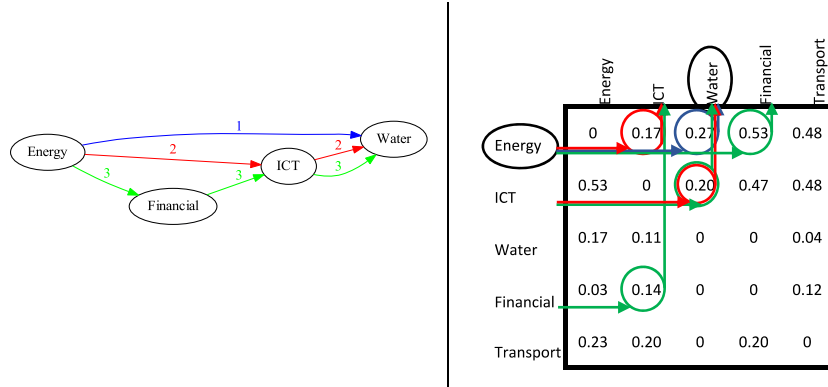 1
Energy
2
ICT
2
Water
3
3
3
Financial
Energy
ICT
Water
Financial
Transport
Energy 0 0.17 0.27 0.53 0.48
ICT 0.53 0 0.20 0.47 0.48
Water 0.17 0.11 0 0 0.04
Financial 0.03 0.14 0 0 0.12
Transport 0.23 0.20 0 0.20 0